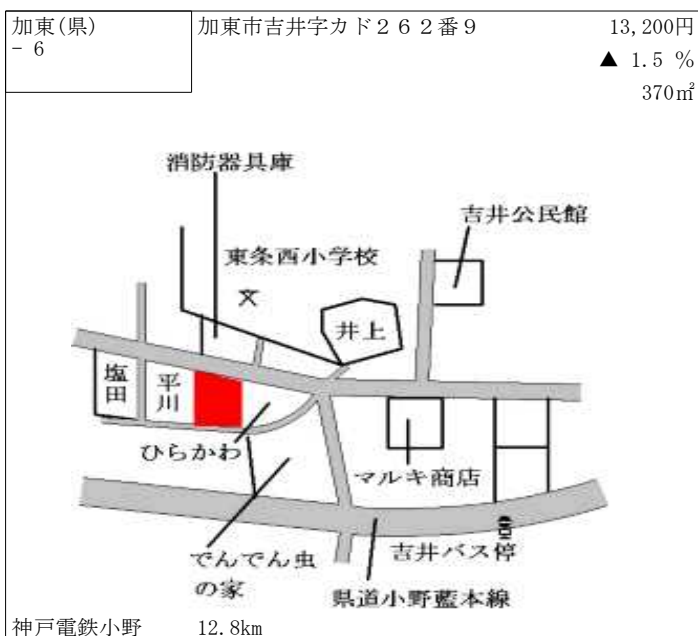 加東(県)
- 6
加東市吉井字カド２６２番９
13,200円
▲ 1.5 %
370㎡
消防器具庫
吉井公民館
東条西小学校
文
井上
塩田
平川
ひらかわ
マルキ商店
でんでん虫
の家
吉井バス停
県道小野藍本線
神戸電鉄小野
12.8km